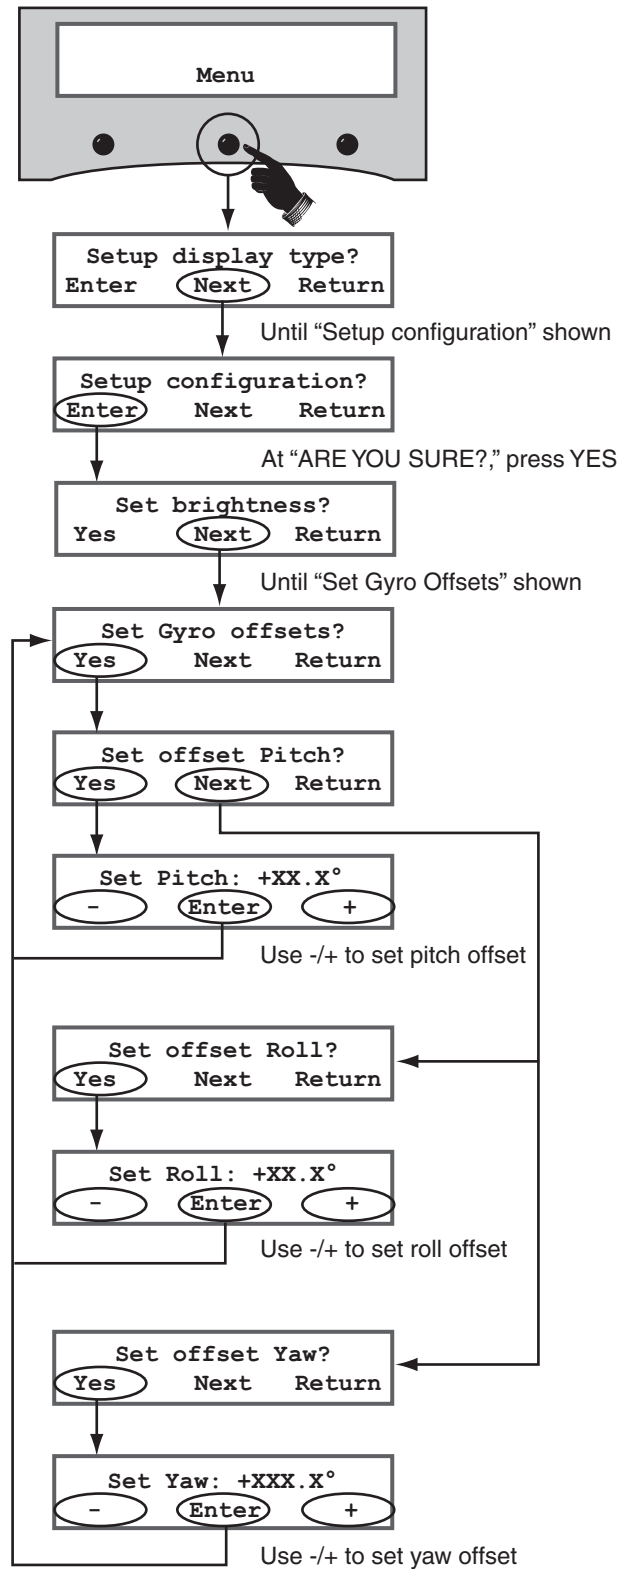 Menu
Setup display type?
Enter Next Return
Until “Setup configuration” shown
Setup configuration?
Enter Next Return
At “ARE YOU SURE?,” press YES
Set brightness?
Yes Next Return
Until “Set Gyro Offsets” shown
Set Gyro offsets?
Yes Next Return
Set offset Pitch?
Yes Next Return
Set Pitch: +XX.X°
- Enter +
Use -/+ to set pitch offset
Set offset Roll?
Yes Next Return
Set Roll: +XX.X°
- Enter +
Use -/+ to set roll offset
Set offset Yaw?
Yes Next Return
Set Yaw: +XXX.X°
- Enter +
Use -/+ to set yaw offset